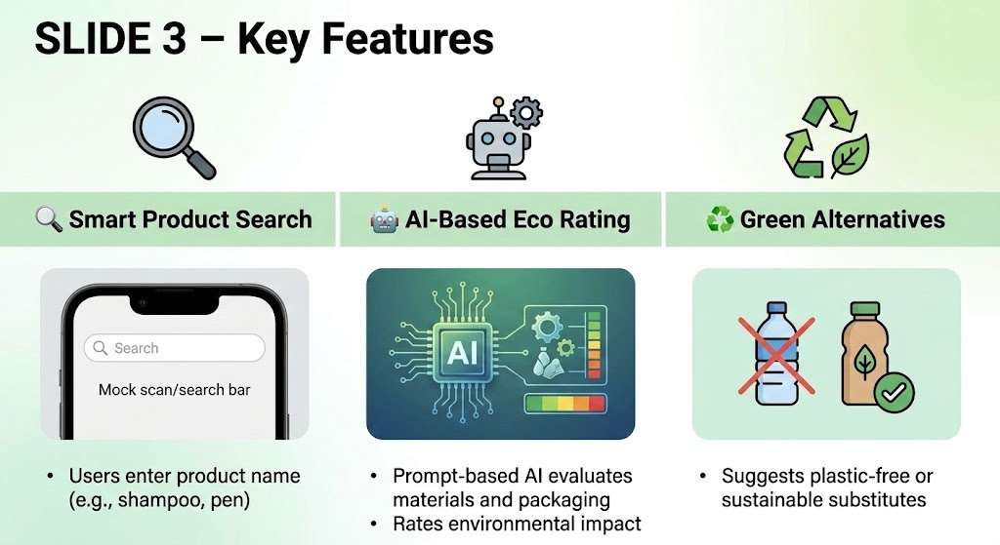 SLIDE 3 – Key Features
🔍 Smart Product Search
🤖 AI-Based Eco Rating
♻️ Green Alternatives
Search
Mock scan/search bar
AI
• Users enter product name
(e.g., shampoo, pen)
• Prompt-based AI evaluates
materials and packaging
• Rates environmental impact
• Suggests plastic-free or
sustainable substitutes